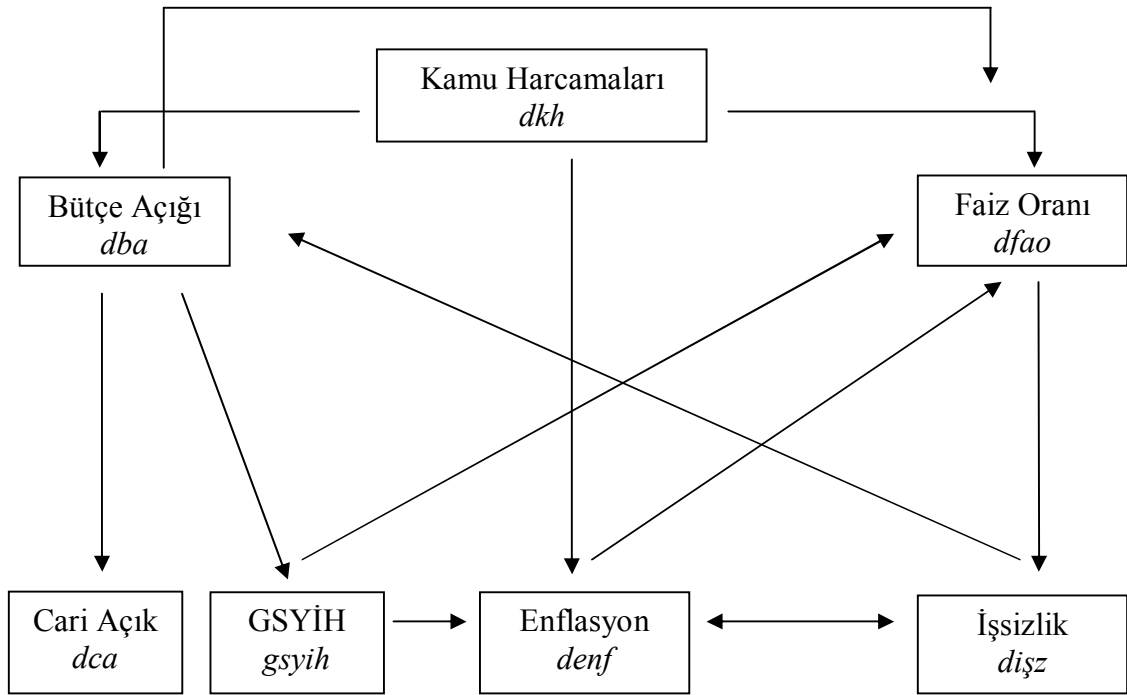 Kamu Harcamaları
dkh
Bütçe Açığı
dba
Faiz Oranı
dfao
Cari Açık
dca
GSYİH
gsyih
Enflasyon
denf
İşsizlik
dişz